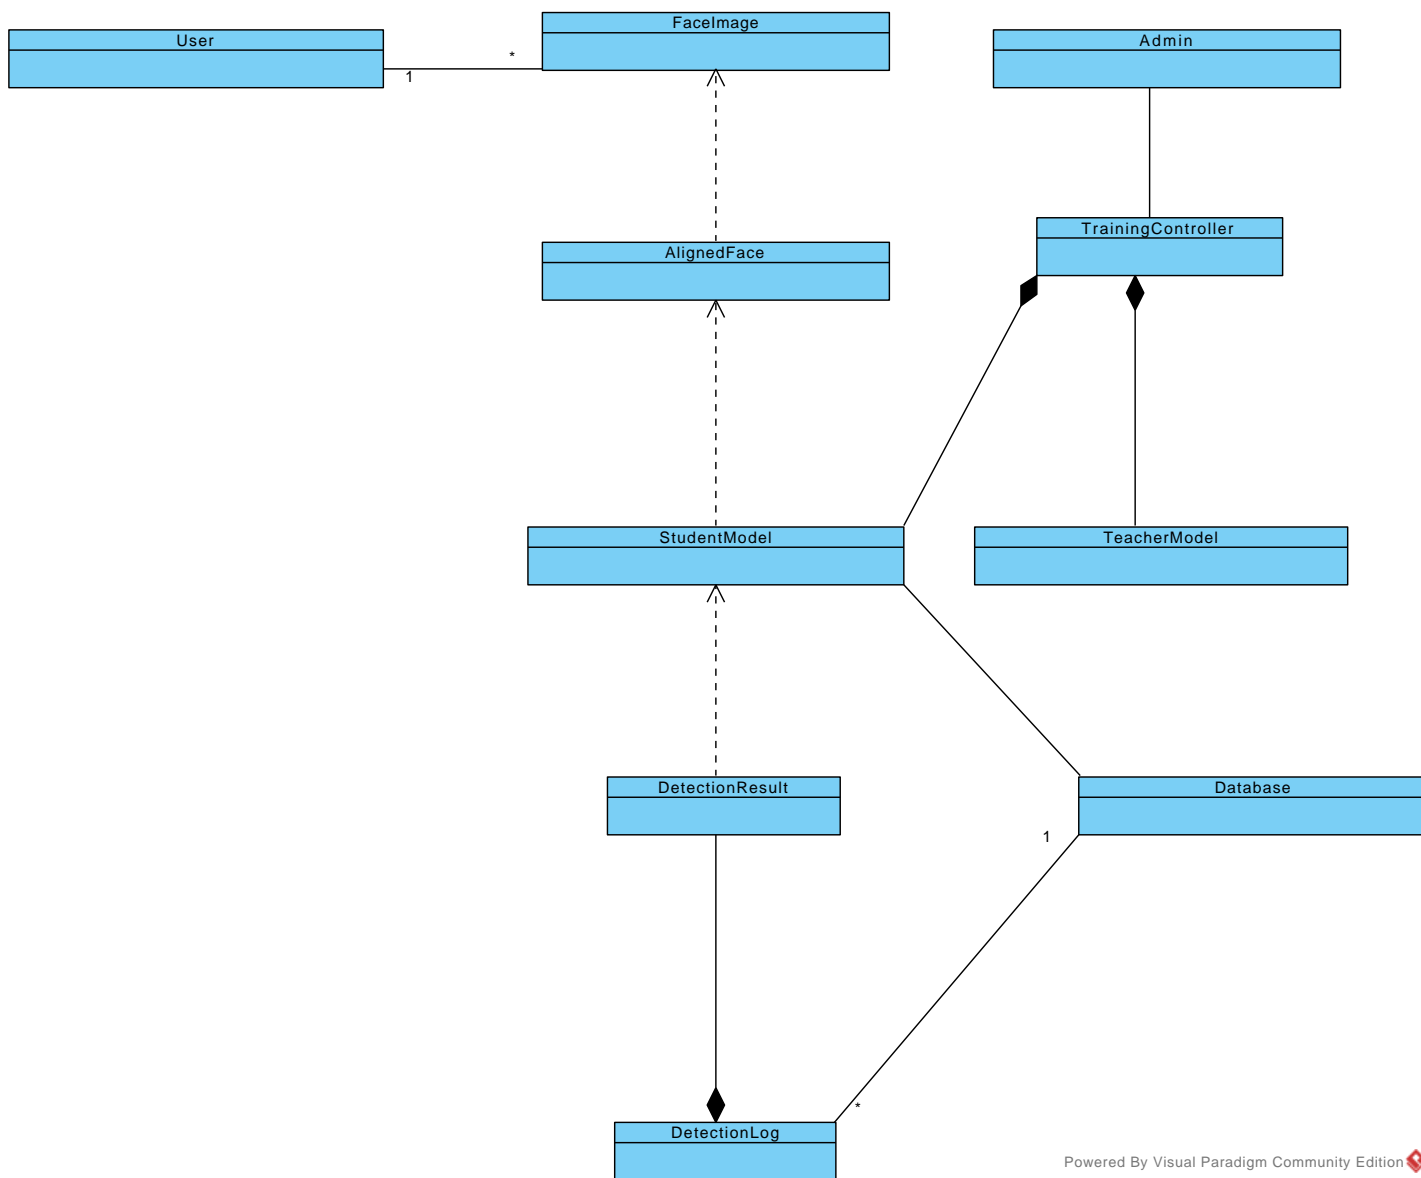 FaceImage
User
Admin
*
1
TrainingController
AlignedFace
StudentModel
TeacherModel
DetectionResult
Database
1
*
DetectionLog
Powered By Visual Paradigm Community Edition